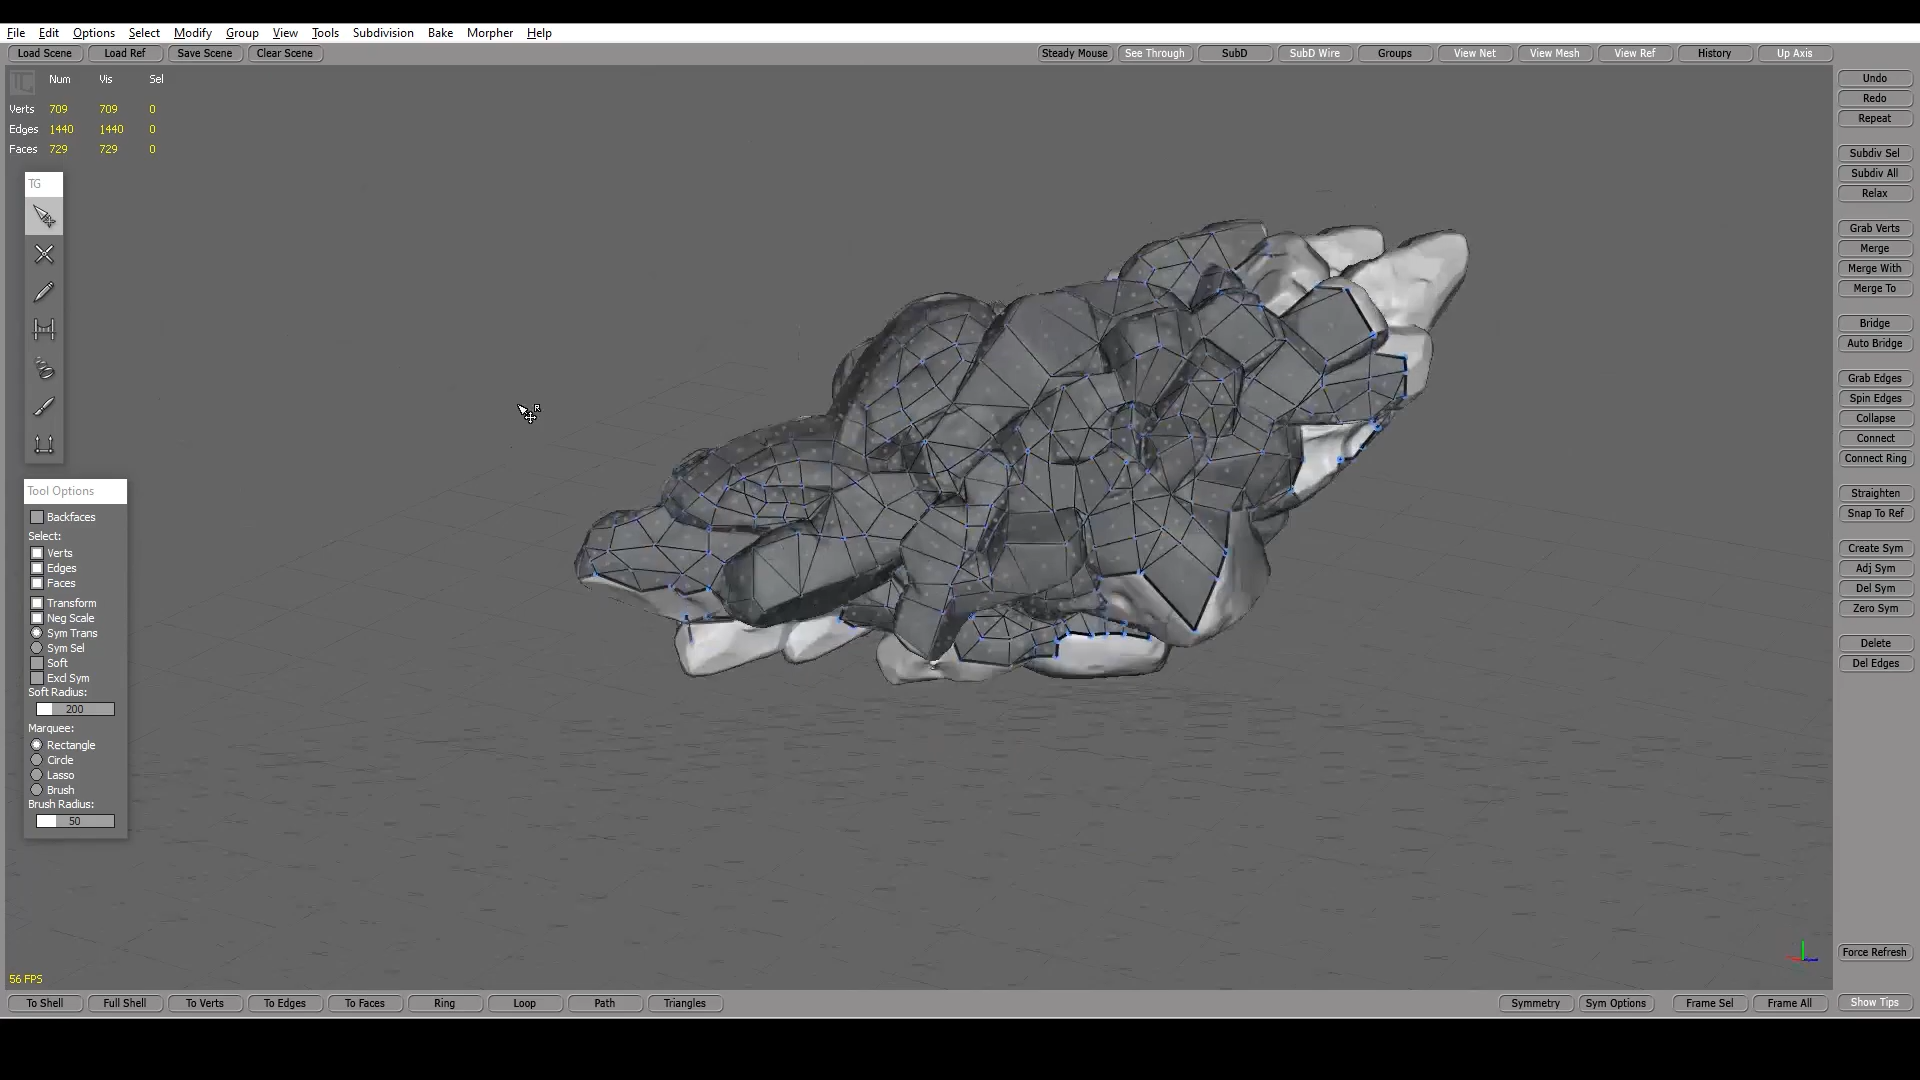 File Edit Options Select Modify Group View Tools Subdivision Bake Morpher Help
Load Scene Load Ref Save Scene Clear Scene Steady Mouse See Through SubD SubD Wire Groups View Net View Mesh View Ref History Up Axis
Num Vis Sel
Verts 709 709 0
Edges 1440 1440 0
Faces 729 729 0
TG
Tool Options
Backfaces
Select:
Verts
Edges
Faces
Transform
Neg Scale
Sym Trans
Sym Sel
Soft
Excl Sym
Soft Radius:
200
Marquee:
Rectangle
Circle
Lasso
Brush
Brush Radius:
50
R
Undo
Redo
Repeat
Subdiv Sel
Subdiv All
Relax
Grab Verts
Merge
Merge With
Merge To
Bridge
Auto Bridge
Grab Edges
Spin Edges
Collapse
Connect
Connect Ring
Straighten
Snap To Ref
Create Sym
Adj Sym
Del Sym
Zero Sym
Delete
Del Edges
Force Refresh
56 FPS
To Shell Full Shell To Verts To Edges To Faces Ring Loop Path Triangles Symmetry Sym Options Frame Sel Frame All Show Tips